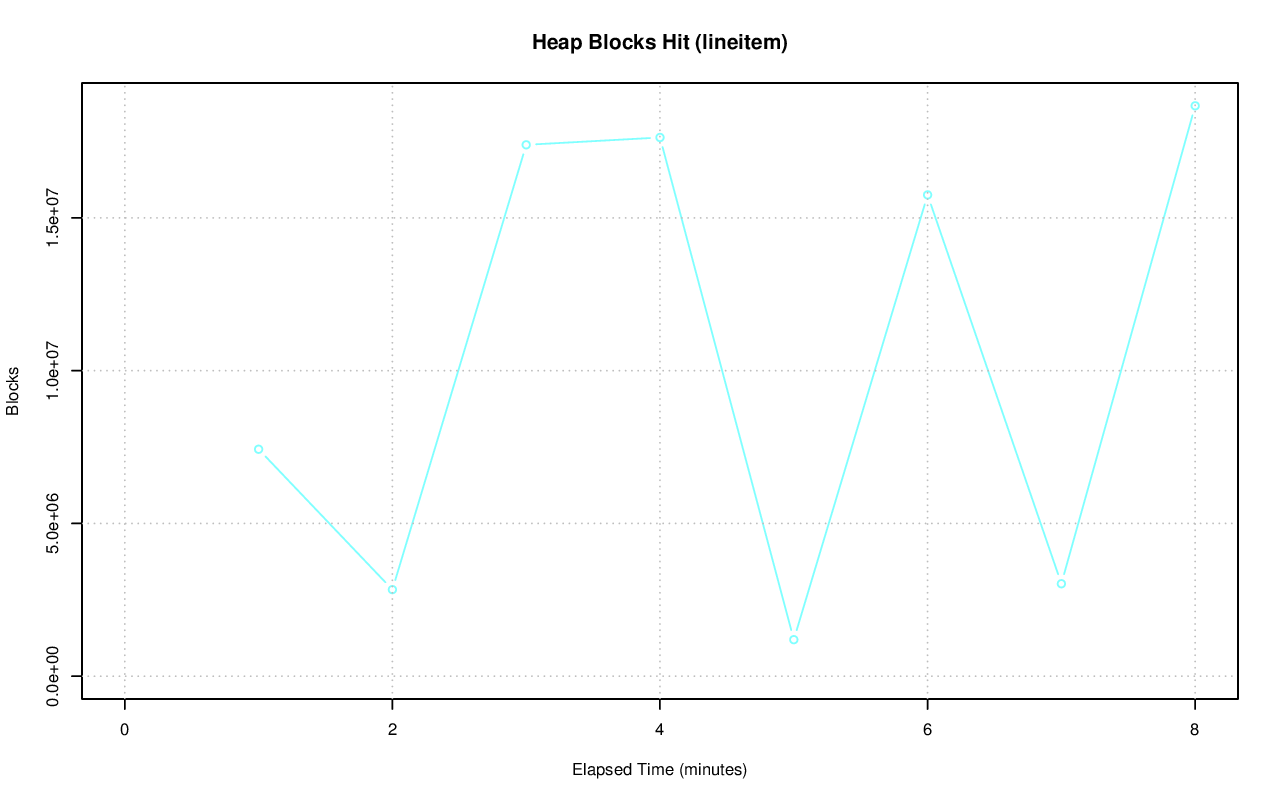 Heap Blocks Hit (lineitem)
Blocks
1.5e+07
1.0e+07
5.0e+06
0.0e+00
0 2 4 6 8
Elapsed Time (minutes)